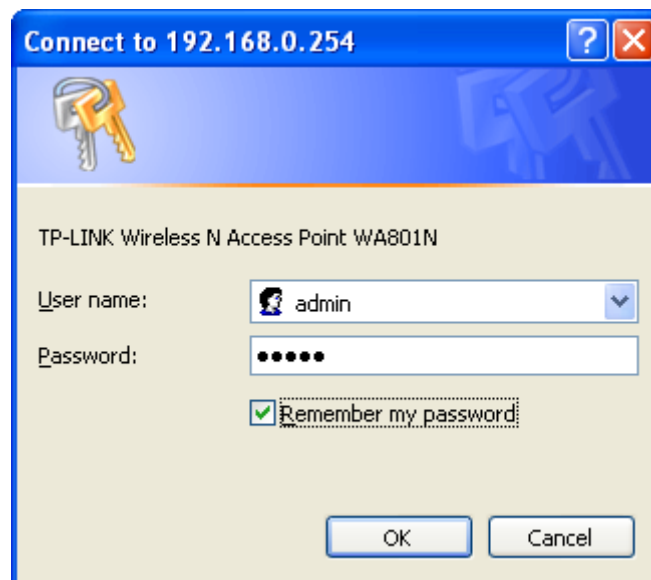 Connect to 192.168.0.254
TP-LINK Wireless N Access Point WA801N
User name:
admin
Password:
•••••
Remember my password
OK
Cancel